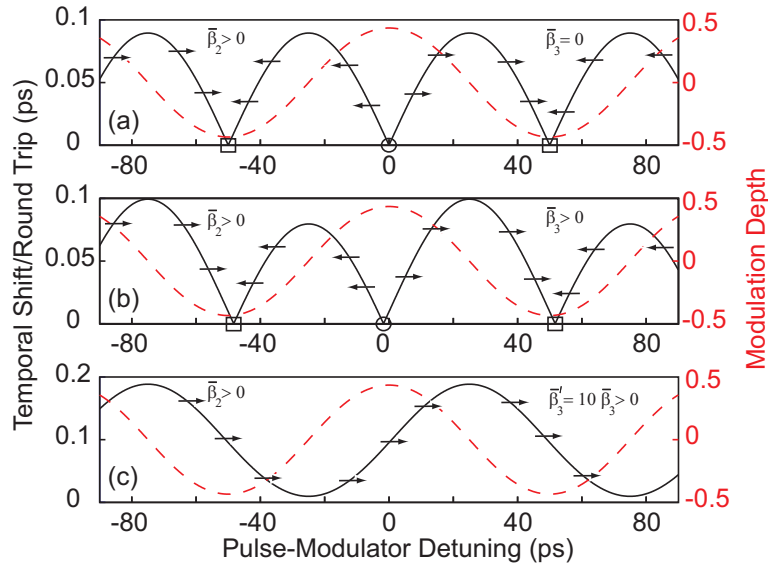 0.1
0.05
0
β̄₂>0
β̄₃=0
(a)
0.5
0
-0.5
-80
-40
0
40
80
0.1
0.05
0
β̄₂>0
β̄₃>0
(b)
0.5
0
-0.5
-80
-40
0
40
80
0.2
0.1
0
β̄₂>0
β̄₃′=10 β̄₃>0
(c)
0.5
0
-0.5
-80
-40
0
40
80
Temporal Shift/Round Trip (ps)
Modulation Depth
Pulse-Modulator Detuning (ps)